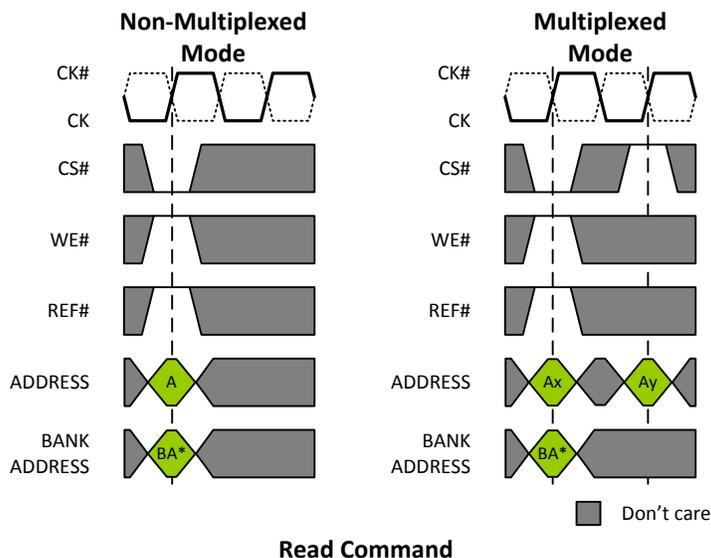 Non-Multiplexed
Mode
Multiplexed
Mode
CK#
CK
CS#
WE#
REF#
ADDRESS
A
BANK
ADDRESS
BA*
CK#
CK
CS#
WE#
REF#
ADDRESS
Ax
Ay
BANK
ADDRESS
BA*
Don't care
Read Command